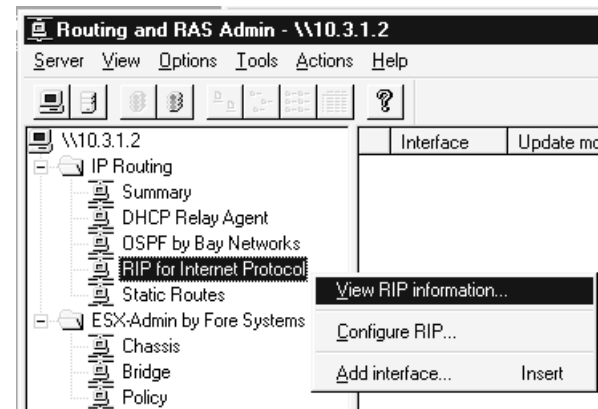 Routing and RAS Admin - \\10.3.1.2
Server View Options Tools Actions Help
\\10.3.1.2
Interface Update mo
IP Routing
Summary
DHCP Relay Agent
OSPF by Bay Networks
RIP for Internet Protocol
Static Routes
ESX-Admin by Fore Systems
Chassis
Bridge
Policy
View RIP information...
Configure RIP...
Add interface... Insert